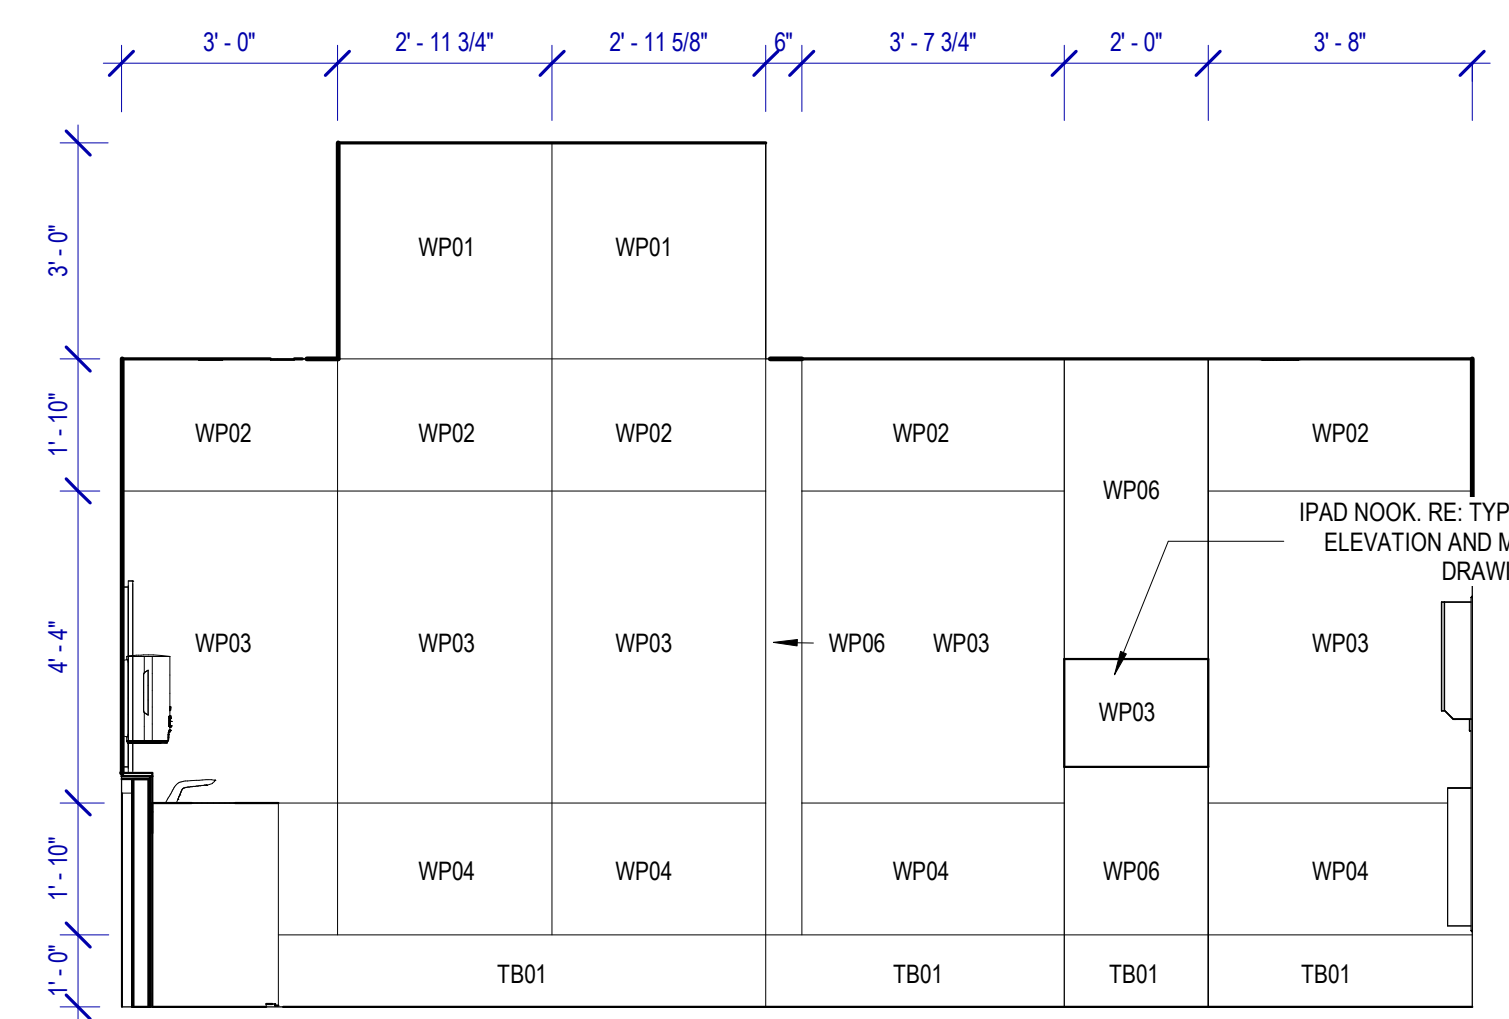 3' - 0" 2' - 11 3/4" 2' - 11 5/8" 6" 3' - 7 3/4" 2' - 0" 3' - 8"
3' - 0"
WP01 WP01
1' - 10"
WP02 WP02 WP02 WP02 WP02
WP06
IPAD NOOK. RE: TYP
ELEVATION AND
DRAWI
4' - 4"
WP03 WP03 WP03 WP06 WP03 WP03
WP03
1' - 10"
WP04 WP04 WP04 WP06 WP04
1' - 0"
TB01 TB01 TB01 TB01